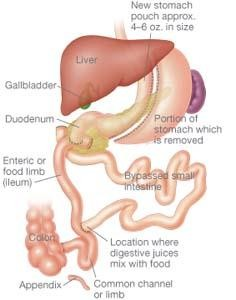 New stomach
pouch approx.
4–6 oz. in size
Liver
Gallbladder
Duodenum
Portion of
stomach which
is removed
Enteric or
food limb
(ileum)
Bypassed small
intestine
Colon
Location where
digestive juices
mix with food
Appendix
Common channel
or limb